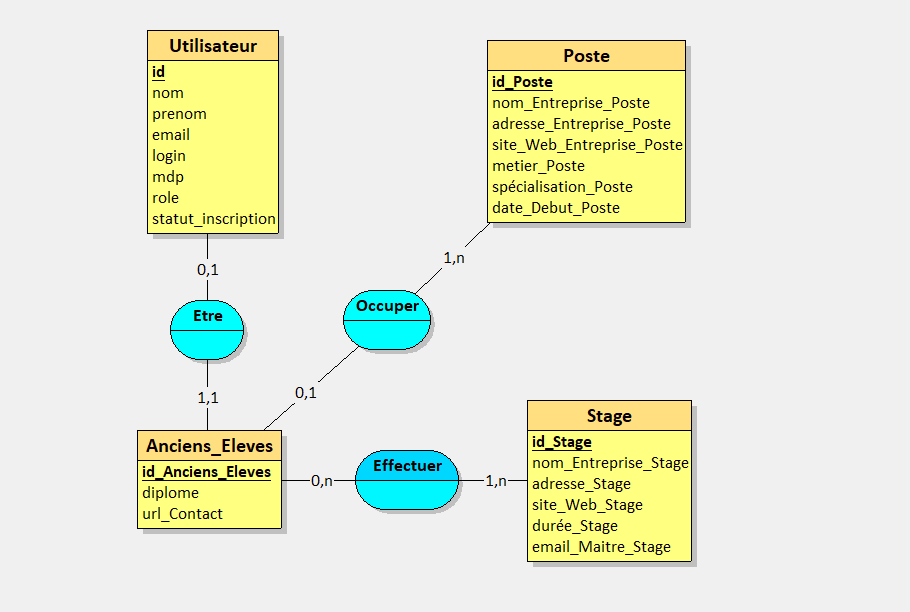 Utilisateur
id
nom
prenom
email
login
mdp
role
statut_inscription
Poste
id_Poste
nom_Entreprise_Poste
adresse_Entreprise_Poste
site_Web_Entreprise_Poste
metier_Poste
spécialisation_Poste
date_Debut_Poste
0,1
1,n
Etre
Occuper
1,1
0,1
Anciens_Eleves
id_Anciens_Eleves
diplome
url_Contact
0,n
Effectuer
1,n
Stage
id_Stage
nom_Entreprise_Stage
adresse_Stage
site_Web_Stage
durée_Stage
email_Maitre_Stage